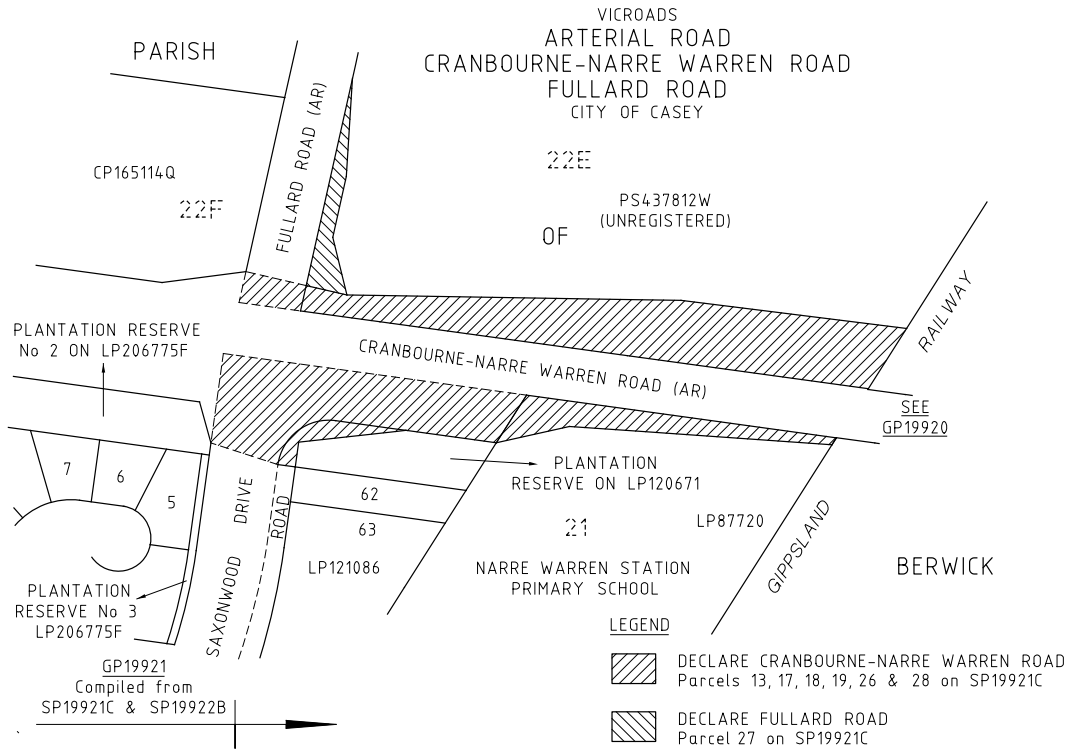 VICROADS
ARTERIAL ROAD
CRANBOURNE-NARRE WARREN ROAD
FULLARD ROAD
CITY OF CASEY
PARISH
FULLARD ROAD (AR)
CP165114Q
22F
22E
PS437812W
(UNREGISTERED)
OF
RAILWAY
PLANTATION RESERVE
No 2 ON LP206775F
CRANBOURNE-NARRE WARREN ROAD (AR)
SEE
GP19920
7
6
5
SAXONWOOD DRIVE
ROAD
62
63
PLANTATION
RESERVE ON LP120671
21
LP87720
LP121086
NARRE WARREN STATION
PRIMARY SCHOOL
GIPPSLAND
BERWICK
PLANTATION
RESERVE No 3
LP206775F
GP19921
Compiled from
SP19921C & SP19922B
LEGEND
DECLARE CRANBOURNE-NARRE WARREN ROAD
Parcels 13, 17, 18, 19, 26 & 28 on SP19921C
DECLARE FULLARD ROAD
Parcel 27 on SP19921C